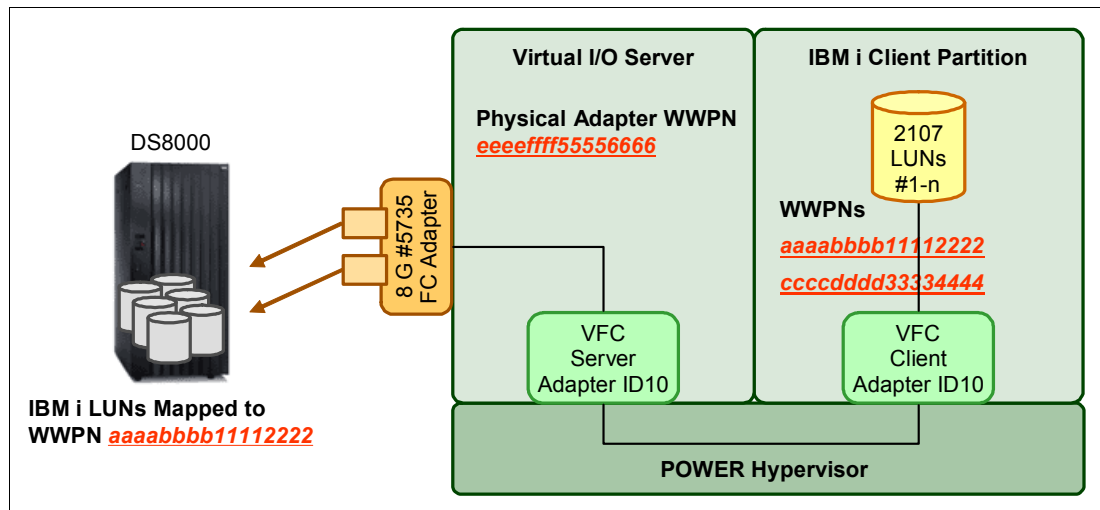 Virtual I/O Server
IBM i Client Partition
Physical Adapter WWPN
eeeeffff55556666
DS8000
2107
LUNs
#1-n
WWPNs
aaaabbbb11112222
ccccdddd33334444
8 G #5735
FC Adapter
VFC
Server
Adapter ID10
VFC
Client
Adapter ID10
IBM i LUNs Mapped to
WWPN aaaabbbb11112222
POWER Hypervisor